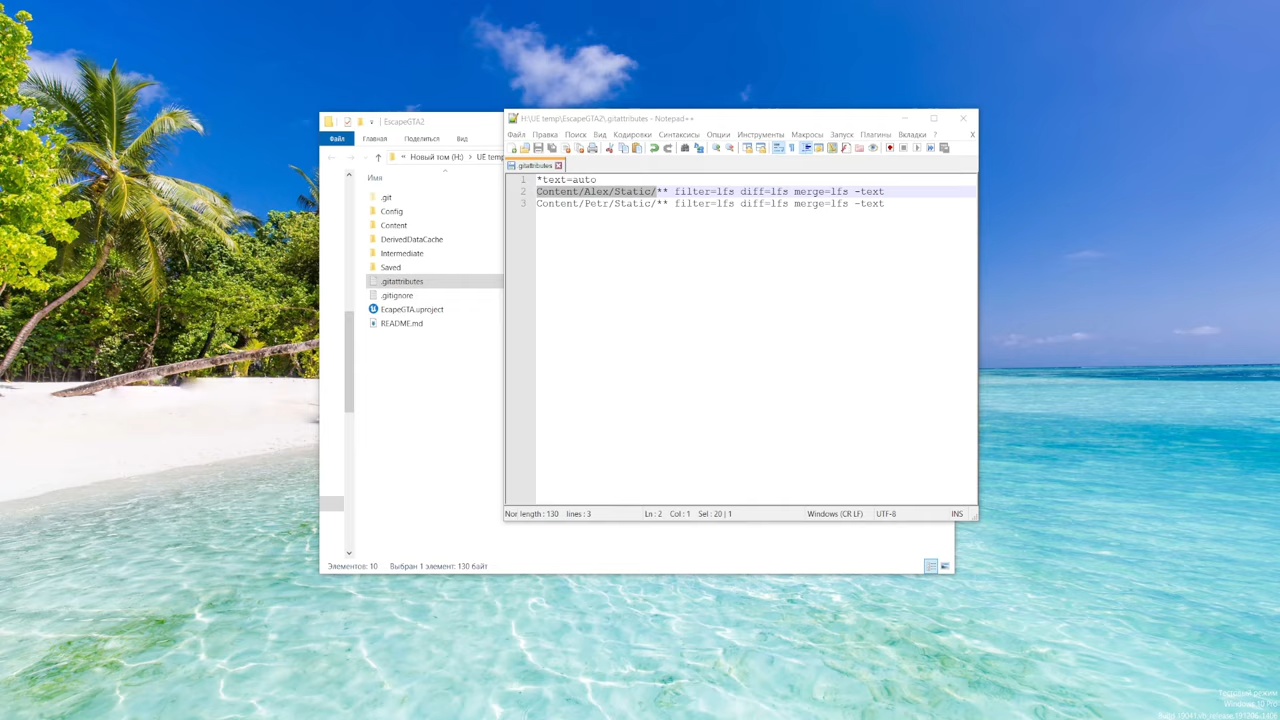 EscapeGTA2
Файл
Главная
Поделиться
Вид
Новый том (H:)
UE temp
Имя
.git
Config
Content
DerivedDataCache
Intermediate
Saved
.gitattributes
.gitignore
EcapeGTA.uproject
README.md
Элементов: 10
Выбран 1 элемент: 130 байт
H:\UE temp\EscapeGTA2\.gitattributes - Notepad++
Файл Правка Поиск Вид Кодировки Синтаксисы Опции Инструменты Макросы Запуск Плагины Вкладки ? X
.gitattributes
1 *text=auto
2 Content/Alex/Static/** filter=lfs diff=lfs merge=lfs -text
3 Content/Petr/Static/** filter=lfs diff=lfs merge=lfs -text
Nor length : 130 lines : 3 Ln : 2 Col : 1 Sel : 20 | 1 Windows (CR LF) UTF-8 INS
Тестовый режим
Windows 10 Pro